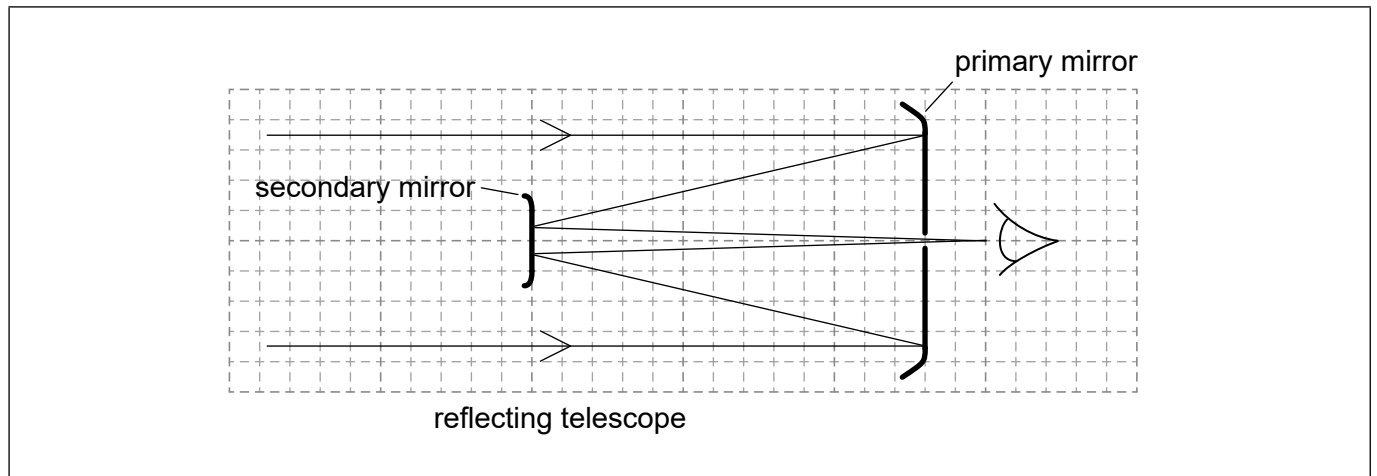 primary mirror
secondary mirror
reflecting telescope